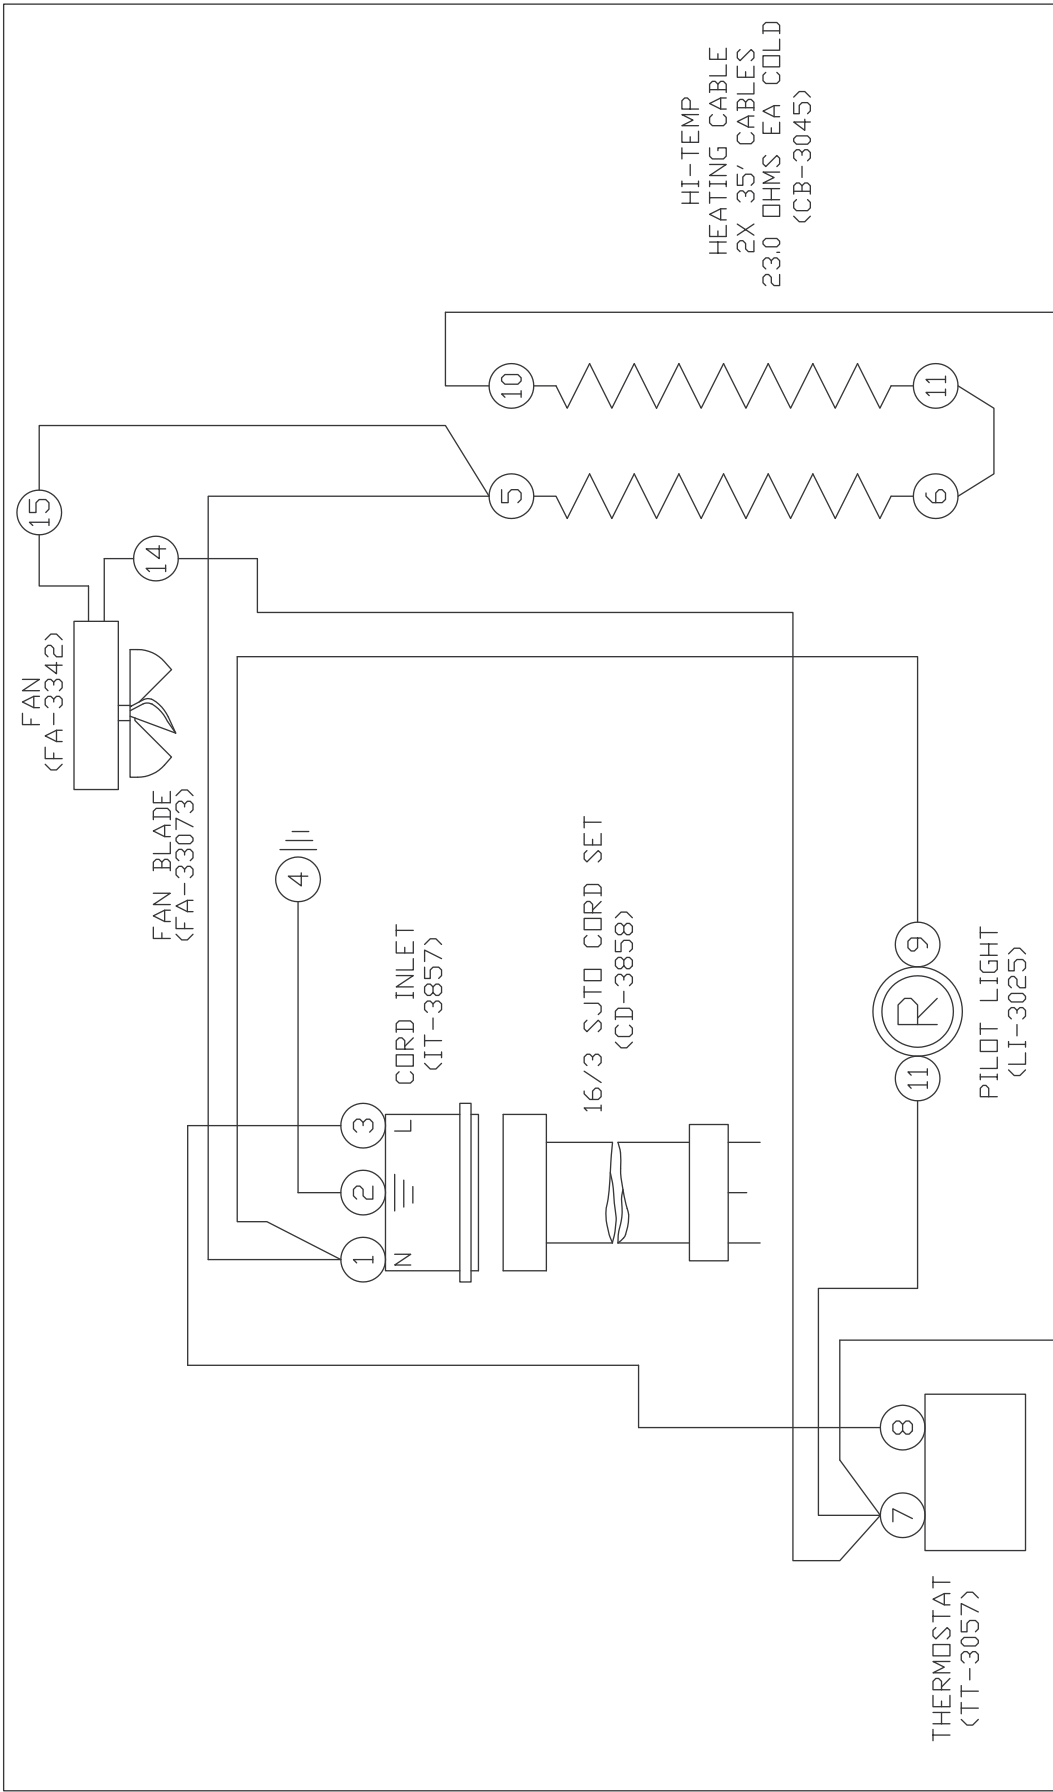 FAN
(FA-3342)
15
14
FAN BLADE
(FA-33073)
4
1
2
3
N
L
CORD INLET
(IT-3857)
16/3 SJTO CORD SET
(CD-3858)
5
10
6
11
HI-TEMP
HEATING CABLE
2X 35' CABLES
23.0 OHMS EA COLD
(CB-3045)
7
8
THERMOSTAT
(TT-3057)
11
R
9
PILOT LIGHT
(LI-3025)